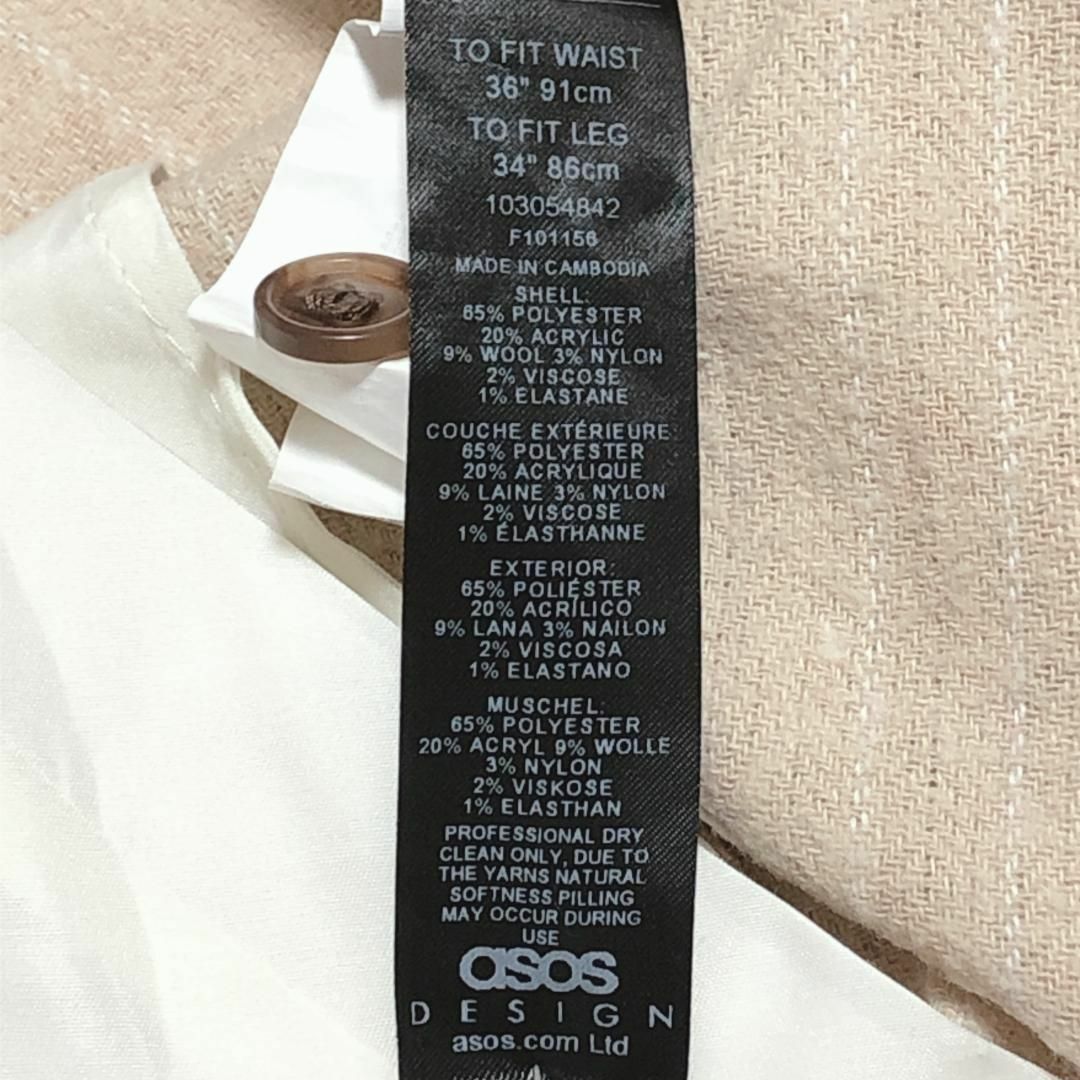 TO FIT WAIST
36" 91cm
TO FIT LEG
34" 86cm
103054842
F101156
MADE IN CAMBODIA
SHELL:
65% POLYESTER
20% ACRYLIC
9% WOOL 3% NYLON
2% VISCOSE
1% ELASTANE
COUCHE EXTÉRIEURE:
65% POLYESTER
20% ACRYLIQUE
9% LAINE 3% NYLON
2% VISCOSE
1% ÉLASTHANNE
EXTERIOR:
65% POLIÉSTER
20% ACRÍLICO
9% LANA 3% NAILON
2% VISCOSA
1% ELASTANO
MUSCHEL:
65% POLYESTER
20% ACRYL 9% WOLLE
3% NYLON
2% VISKOSE
1% ELASTHAN
PROFESSIONAL DRY
CLEAN ONLY, DUE TO
THE YARNS NATURAL
SOFTNESS PILLING
MAY OCCUR DURING
USE
asos
DESIGN
asos.com Ltd